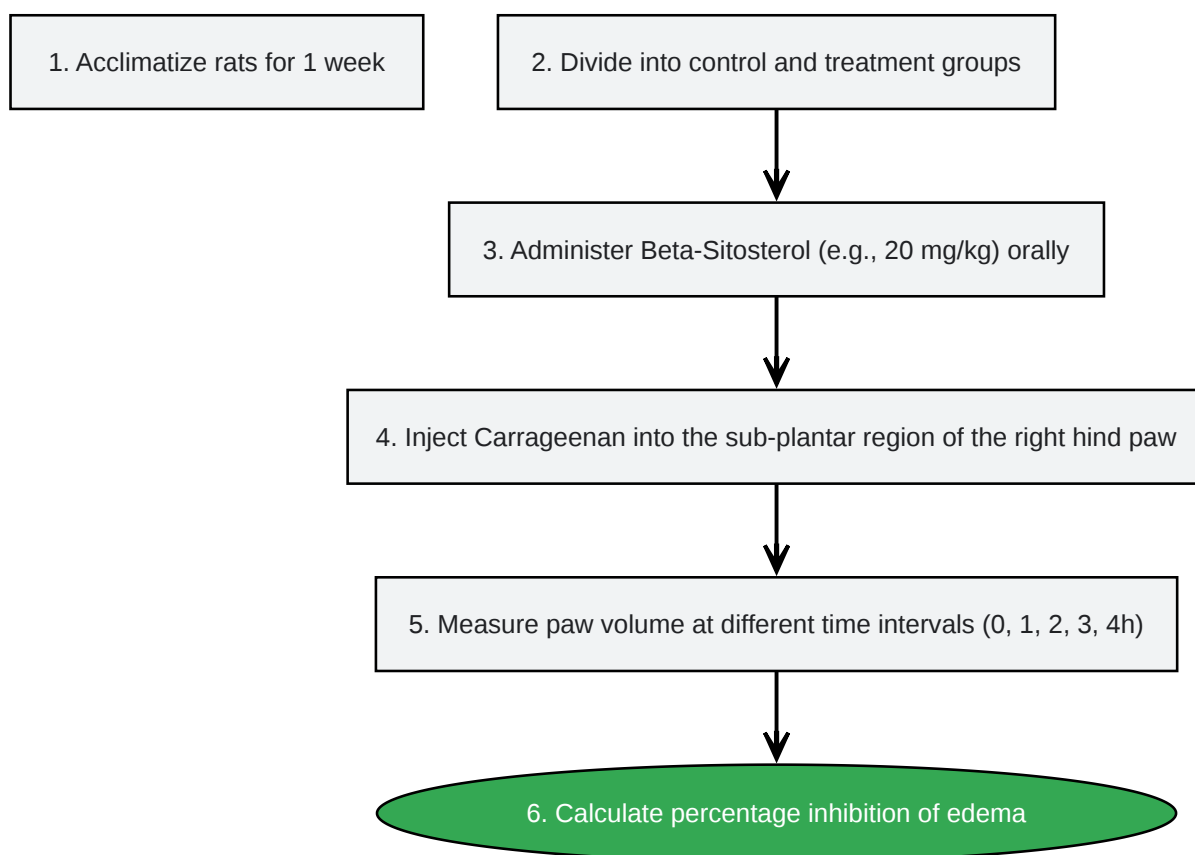 1. Acclimatize rats for 1 week
2. Divide into control and treatment groups
3. Administer Beta-Sitosterol (e.g., 20 mg/kg) orally
4. Inject Carrageenan into the sub-plantar region of the right hind paw
5. Measure paw volume at different time intervals (0, 1, 2, 3, 4h)
6. Calculate percentage inhibition of edema